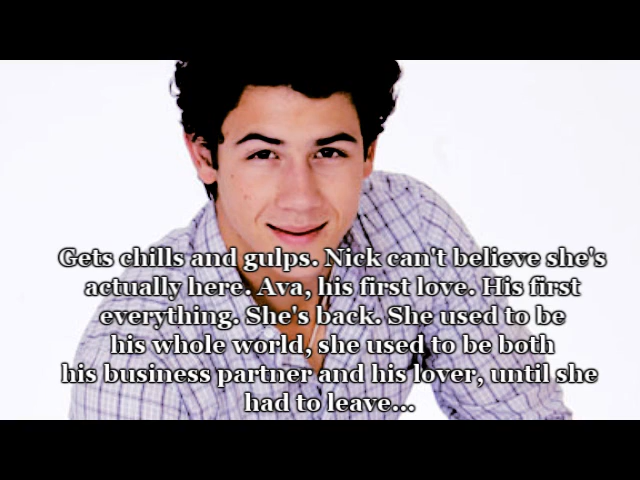 Gets chills and gulps. Nick can't believe she's
actually here. Ava, his first love. His first
everything. She's back. She used to be
his whole world, she used to be both
his business partner and his lover, until she
had to leave...